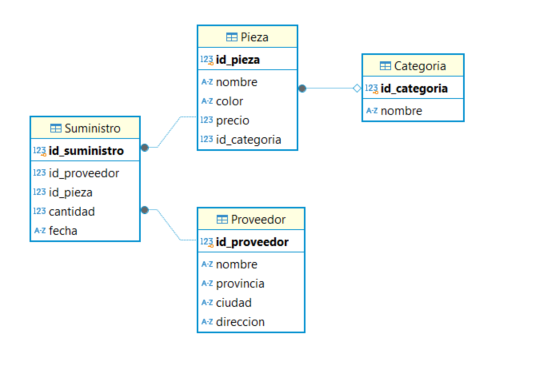 Pieza
123 id_pieza
A-Z nombre
A-Z color
123 precio
123 id_categoria
Categoria
123 id_categoria
A-Z nombre
Suministro
123 id_suministro
123 id_proveedor
123 id_pieza
123 cantidad
A-Z fecha
Proveedor
123 id_proveedor
A-Z nombre
A-Z provincia
A-Z ciudad
A-Z direccion